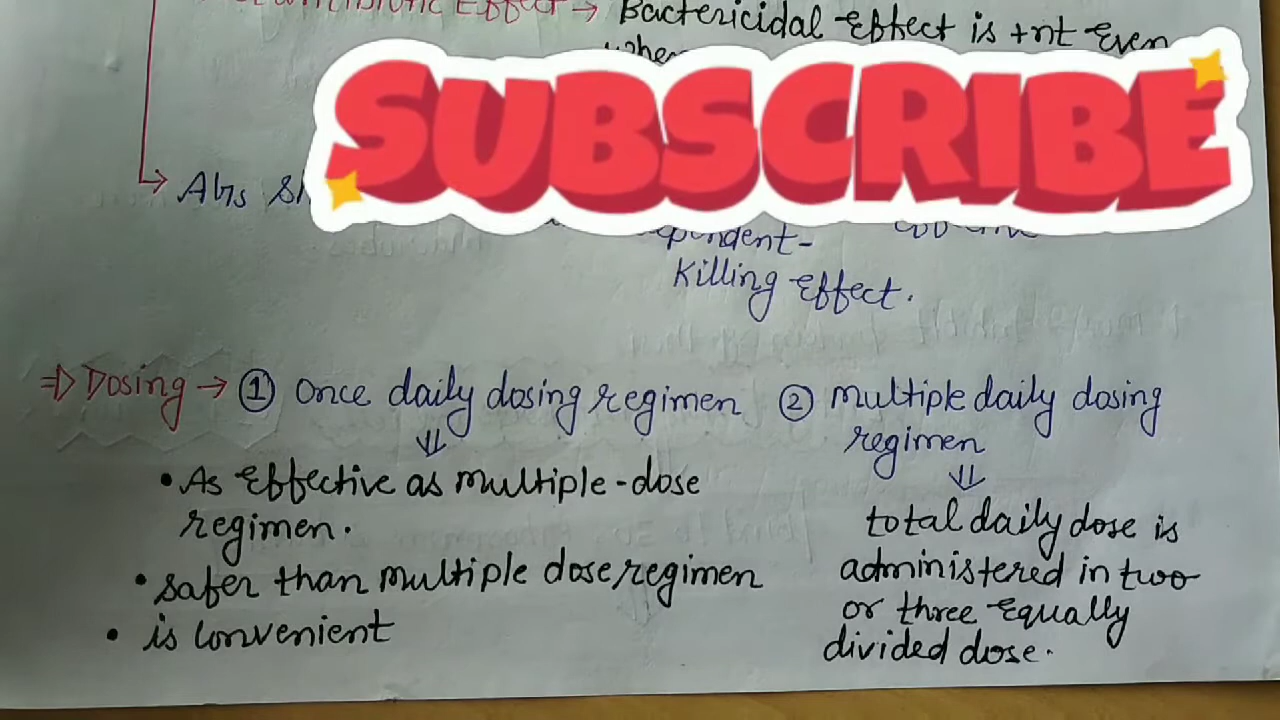 Effect → Bactericidal Effect is +nt Even
SUBSCRIBE
Killing Effect.
⇒ Dosing → ① Once daily dosing regimen
⇓
• As Effective as multiple-dose
regimen.
• safer than multiple dose regimen
• is convenient
② Multiple daily dosing
regimen
⇓
total daily dose is
administered in two
or three Equally
divided dose.